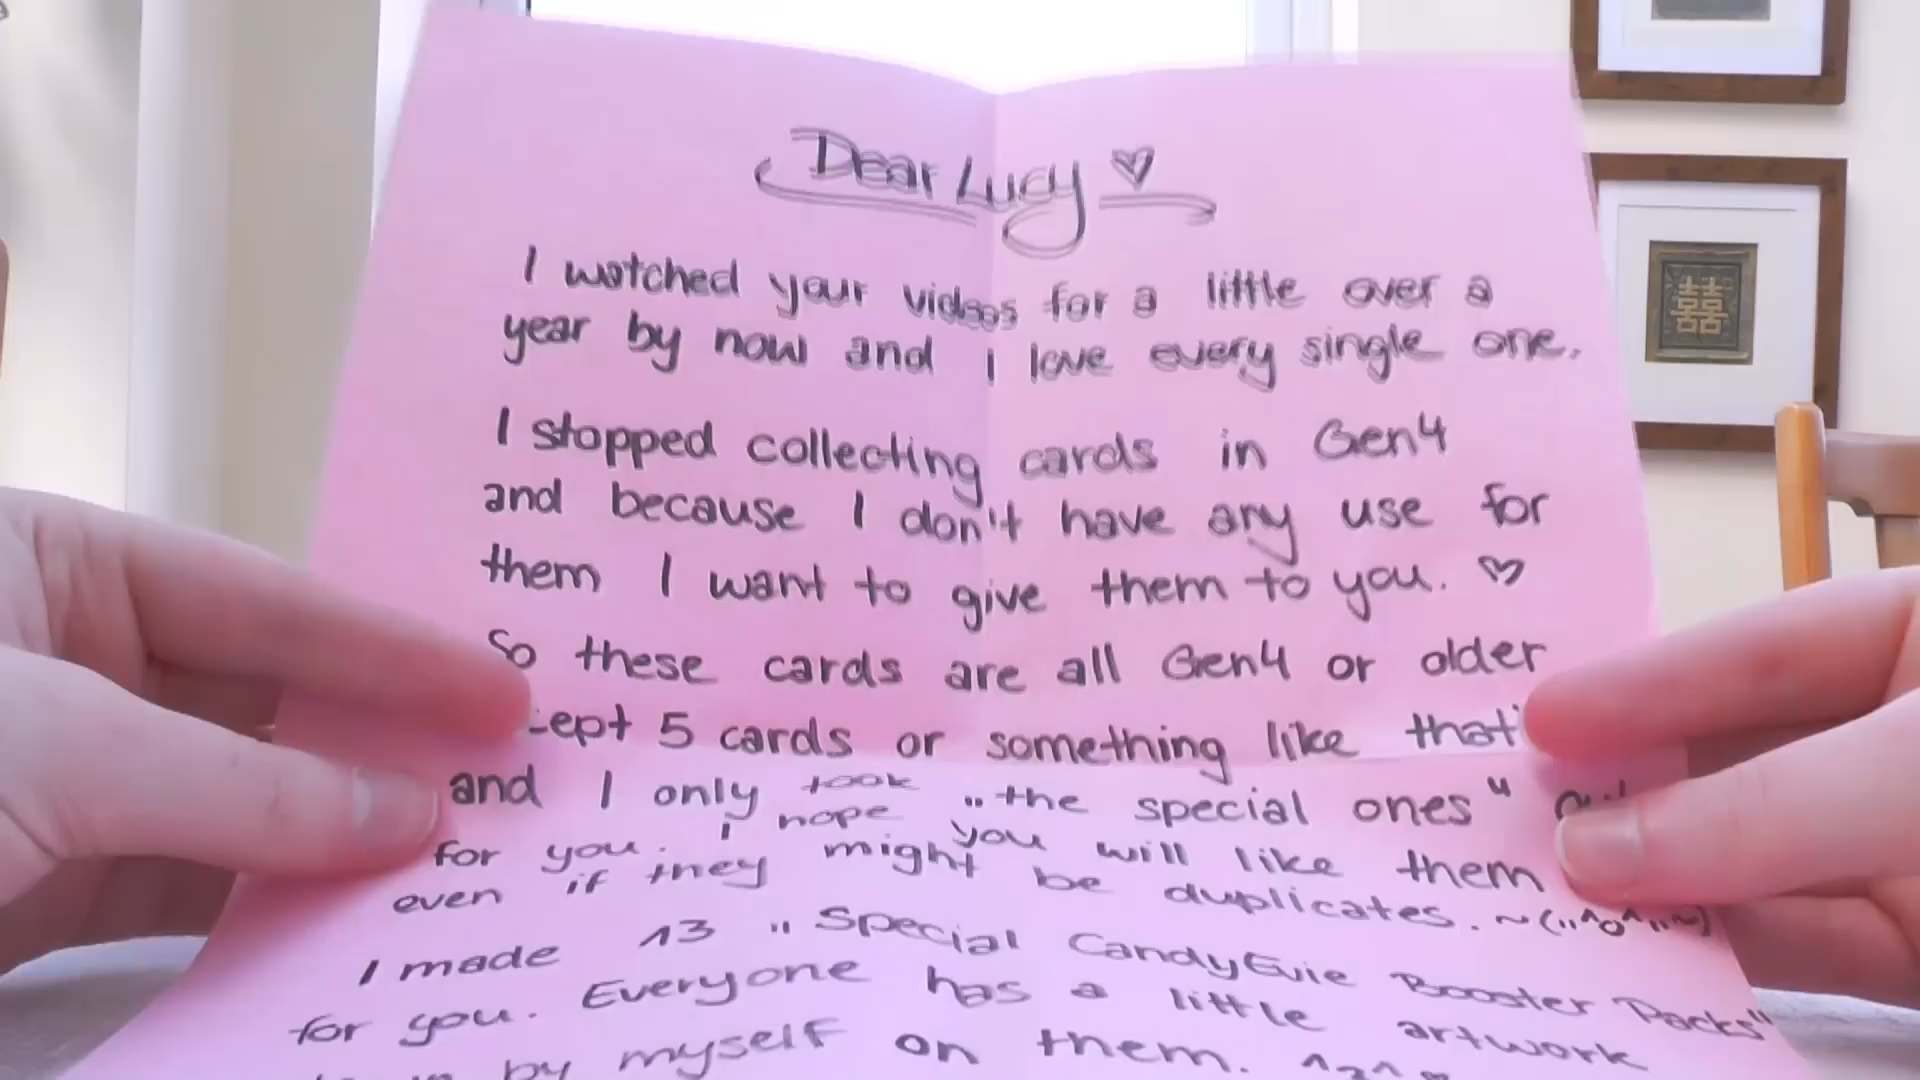 Dear Lucy ♡
I watched your videos for a little over a
year by now and i love every single one.
I stopped collecting cards in Gen4
and because I don't have any use for
them I want to give them to you. ♡
So these cards are all Gen4 or older
cept 5 cards or something like that
and I only took „the special ones"
for you. I hope you will like them
even if they might be duplicates. ~(„^o^„~)
I made 13 „Special CandyEvie Booster Packs"
for you. Everyone has a little artwork
by myself on them.
囍